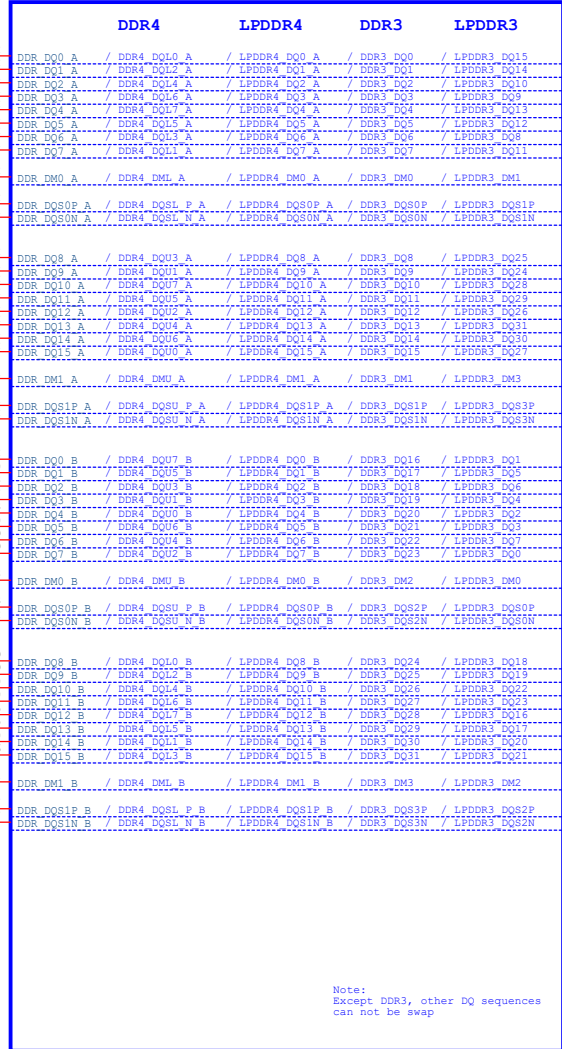 DDR4 LPDDR4 DDR3 LPDDR3
DDR_DQ0_A / DDR4_DQL0_A / LPDDR4_DQ0_A / DDR3_DQ0 / LPDDR3_DQ15
DDR_DQ1_A / DDR4_DQL2_A / LPDDR4_DQ1_A / DDR3_DQ1 / LPDDR3_DQ14
DDR_DQ2_A / DDR4_DQL4_A / LPDDR4_DQ2_A / DDR3_DQ2 / LPDDR3_DQ10
DDR_DQ3_A / DDR4_DQL6_A / LPDDR4_DQ3_A / DDR3_DQ3 / LPDDR3_DQ9
DDR_DQ4_A / DDR4_DQL7_A / LPDDR4_DQ4_A / DDR3_DQ4 / LPDDR3_DQ13
DDR_DQ5_A / DDR4_DQL5_A / LPDDR4_DQ5_A / DDR3_DQ5 / LPDDR3_DQ12
DDR_DQ6_A / DDR4_DQL3_A / LPDDR4_DQ6_A / DDR3_DQ6 / LPDDR3_DQ8
DDR_DQ7_A / DDR4_DQL1_A / LPDDR4_DQ7_A / DDR3_DQ7 / LPDDR3_DQ11
DDR_DM0_A / DDR4_DML_A / LPDDR4_DM0_A / DDR3_DM0 / LPDDR3_DM1
DDR_DQS0P_A / DDR4_DQSL_P_A / LPDDR4_DQS0P_A / DDR3_DQS0P / LPDDR3_DQS1P
DDR_DQS0N_A / DDR4_DQSL_N_A / LPDDR4_DQS0N_A / DDR3_DQS0N / LPDDR3_DQS1N
DDR_DQ8_A / DDR4_DQU3_A / LPDDR4_DQ8_A / DDR3_DQ8 / LPDDR3_DQ25
DDR_DQ9_A / DDR4_DQU1_A / LPDDR4_DQ9_A / DDR3_DQ9 / LPDDR3_DQ24
DDR_DQ10_A / DDR4_DQU7_A / LPDDR4_DQ10_A / DDR3_DQ10 / LPDDR3_DQ28
DDR_DQ11_A / DDR4_DQU5_A / LPDDR4_DQ11_A / DDR3_DQ11 / LPDDR3_DQ29
DDR_DQ12_A / DDR4_DQU2_A / LPDDR4_DQ12_A / DDR3_DQ12 / LPDDR3_DQ26
DDR_DQ13_A / DDR4_DQU4_A / LPDDR4_DQ13_A / DDR3_DQ13 / LPDDR3_DQ31
DDR_DQ14_A / DDR4_DQU6_A / LPDDR4_DQ14_A / DDR3_DQ14 / LPDDR3_DQ30
DDR_DQ15_A / DDR4_DQU0_A / LPDDR4_DQ15_A / DDR3_DQ15 / LPDDR3_DQ27
DDR_DM1_A / DDR4_DMU_A / LPDDR4_DM1_A / DDR3_DM1 / LPDDR3_DM3
DDR_DQS1P_A / DDR4_DQSU_P_A / LPDDR4_DQS1P_A / DDR3_DQS1P / LPDDR3_DQS3P
DDR_DQS1N_A / DDR4_DQSU_N_A / LPDDR4_DQS1N_A / DDR3_DQS1N / LPDDR3_DQS3N
DDR_DQ0_B / DDR4_DQU7_B / LPDDR4_DQ0_B / DDR3_DQ16 / LPDDR3_DQ1
DDR_DQ1_B / DDR4_DQU5_B / LPDDR4_DQ1_B / DDR3_DQ17 / LPDDR3_DQ5
DDR_DQ2_B / DDR4_DQU3_B / LPDDR4_DQ2_B / DDR3_DQ18 / LPDDR3_DQ6
DDR_DQ3_B / DDR4_DQU1_B / LPDDR4_DQ3_B / DDR3_DQ19 / LPDDR3_DQ4
DDR_DQ4_B / DDR4_DQU0_B / LPDDR4_DQ4_B / DDR3_DQ20 / LPDDR3_DQ2
DDR_DQ5_B / DDR4_DQU6_B / LPDDR4_DQ5_B / DDR3_DQ21 / LPDDR3_DQ3
DDR_DQ6_B / DDR4_DQU4_B / LPDDR4_DQ6_B / DDR3_DQ22 / LPDDR3_DQ7
DDR_DQ7_B / DDR4_DQU2_B / LPDDR4_DQ7_B / DDR3_DQ23 / LPDDR3_DQ0
DDR_DM0_B / DDR4_DMU_B / LPDDR4_DM0_B / DDR3_DM2 / LPDDR3_DM0
DDR_DQS0P_B / DDR4_DQSU_P_B / LPDDR4_DQS0P_B / DDR3_DQS2P / LPDDR3_DQS0P
DDR_DQS0N_B / DDR4_DQSU_N_B / LPDDR4_DQS0N_B / DDR3_DQS2N / LPDDR3_DQS0N
DDR_DQ8_B / DDR4_DQL0_B / LPDDR4_DQ8_B / DDR3_DQ24 / LPDDR3_DQ18
DDR_DQ9_B / DDR4_DQL2_B / LPDDR4_DQ9_B / DDR3_DQ25 / LPDDR3_DQ19
DDR_DQ10_B / DDR4_DQL4_B / LPDDR4_DQ10_B / DDR3_DQ26 / LPDDR3_DQ22
DDR_DQ11_B / DDR4_DQL6_B / LPDDR4_DQ11_B / DDR3_DQ27 / LPDDR3_DQ23
DDR_DQ12_B / DDR4_DQL7_B / LPDDR4_DQ12_B / DDR3_DQ28 / LPDDR3_DQ16
DDR_DQ13_B / DDR4_DQL5_B / LPDDR4_DQ13_B / DDR3_DQ29 / LPDDR3_DQ17
DDR_DQ14_B / DDR4_DQL1_B / LPDDR4_DQ14_B / DDR3_DQ30 / LPDDR3_DQ20
DDR_DQ15_B / DDR4_DQL3_B / LPDDR4_DQ15_B / DDR3_DQ31 / LPDDR3_DQ21
DDR_DM1_B / DDR4_DML_B / LPDDR4_DM1_B / DDR3_DM3 / LPDDR3_DM2
DDR_DQS1P_B / DDR4_DQSL_P_B / LPDDR4_DQS1P_B / DDR3_DQS3P / LPDDR3_DQS2P
DDR_DQS1N_B / DDR4_DQSL_N_B / LPDDR4_DQS1N_B / DDR3_DQS3N / LPDDR3_DQS2N
Note:
Except DDR3, other DQ sequences
can not be swap